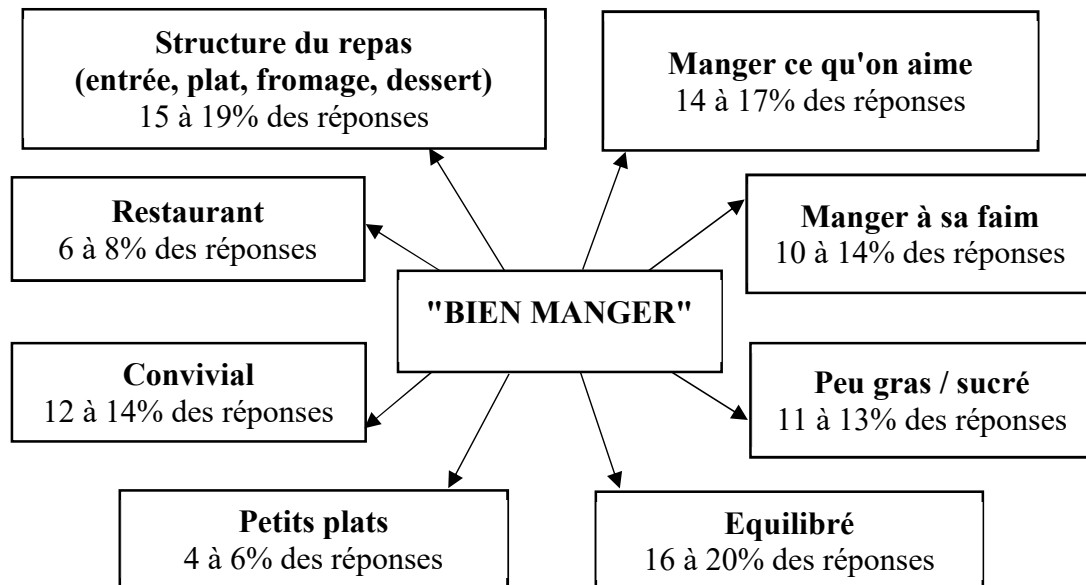 Structure du repas
(entrée, plat, fromage, dessert)
15 à 19% des réponses
Manger ce qu'on aime
14 à 17% des réponses
Restaurant
6 à 8% des réponses
Manger à sa faim
10 à 14% des réponses
"BIEN MANGER"
Convivial
12 à 14% des réponses
Peu gras / sucré
11 à 13% des réponses
Petits plats
4 à 6% des réponses
Equilibré
16 à 20% des réponses